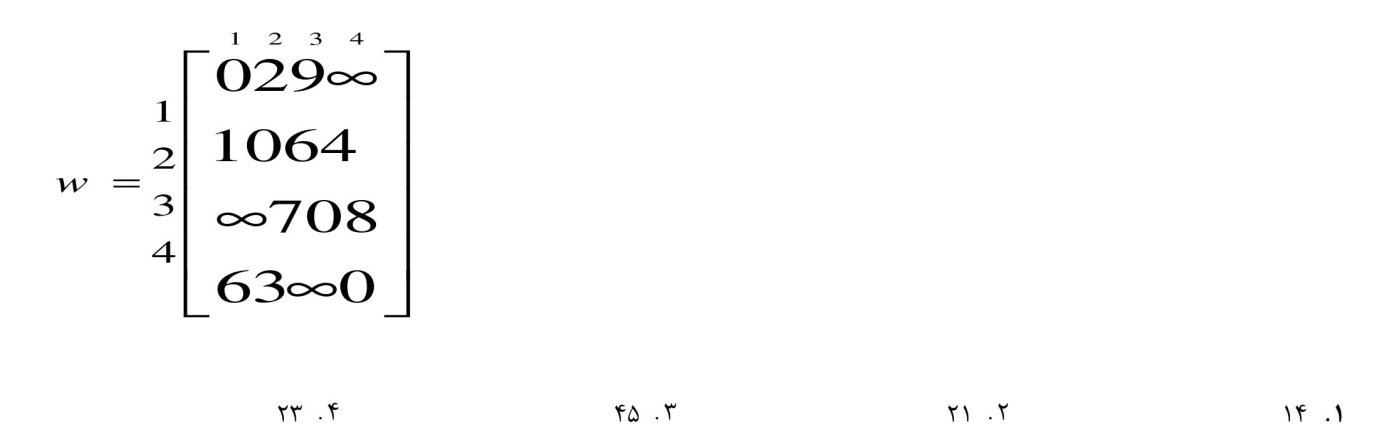 1 2 3 4
1 029∞
2 1064
w = 3 ∞708
4 63∞0
۱. ۱۴ ۲. ۲۱ ۳. ۴۵ ۴. ۲۳